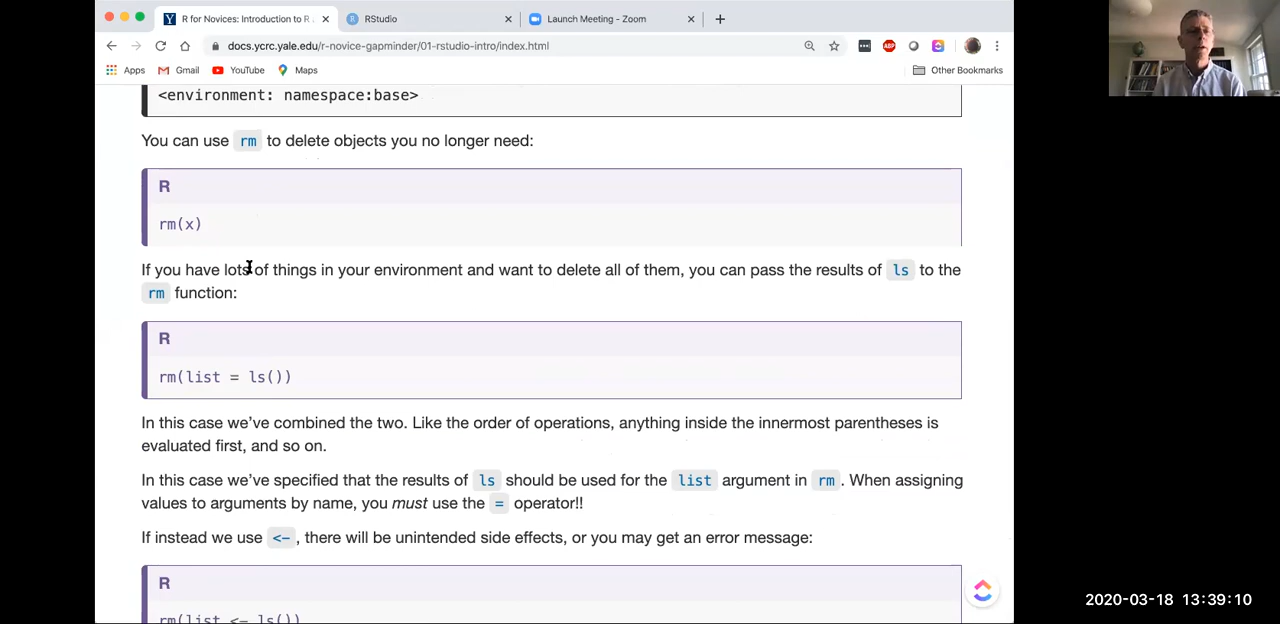 R for Novices: Introduction to R
RStudio
Launch Meeting - Zoom
docs.ycrc.yale.edu/r-novice-gapminder/01-rstudio-intro/index.html
ABP
Apps
Gmail
YouTube
Maps
Other Bookmarks
<environment: namespace:base>
You can use rm to delete objects you no longer need:
R
rm(x)
If you have lots of things in your environment and want to delete all of them, you can pass the results of ls to the
rm function:
R
rm(list = ls())
In this case we’ve combined the two. Like the order of operations, anything inside the innermost parentheses is
evaluated first, and so on.
In this case we’ve specified that the results of ls should be used for the list argument in rm. When assigning
values to arguments by name, you must use the = operator!!
If instead we use <-, there will be unintended side effects, or you may get an error message:
R
rm(list <- ls())
2020-03-18 13:39:10